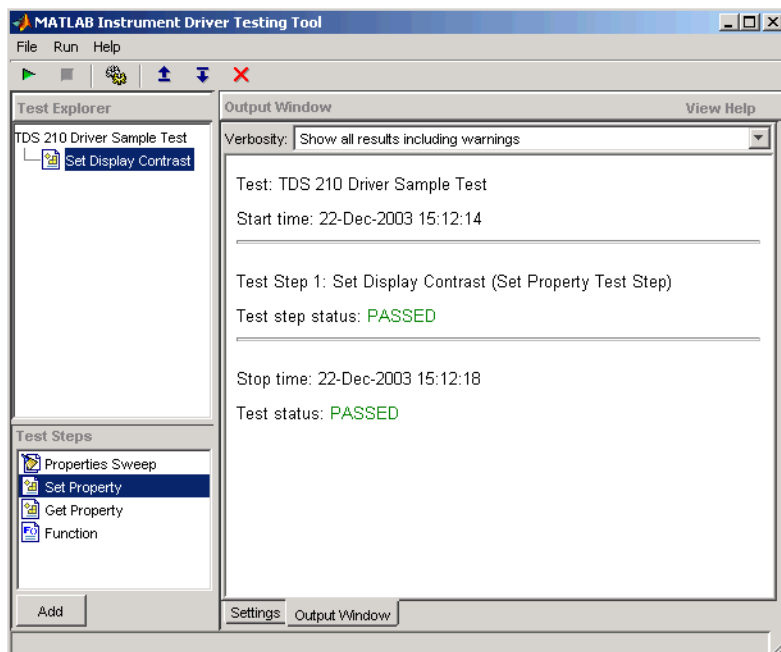 MATLAB Instrument Driver Testing Tool
File Run Help
Test Explorer
TDS 210 Driver Sample Test
Set Display Contrast
Test Steps
Properties Sweep
Set Property
Get Property
Function
Add
Output Window View Help
Verbosity: Show all results including warnings
Test: TDS 210 Driver Sample Test
Start time: 22-Dec-2003 15:12:14
Test Step 1: Set Display Contrast (Set Property Test Step)
Test step status: PASSED
Stop time: 22-Dec-2003 15:12:18
Test status: PASSED
Settings Output Window